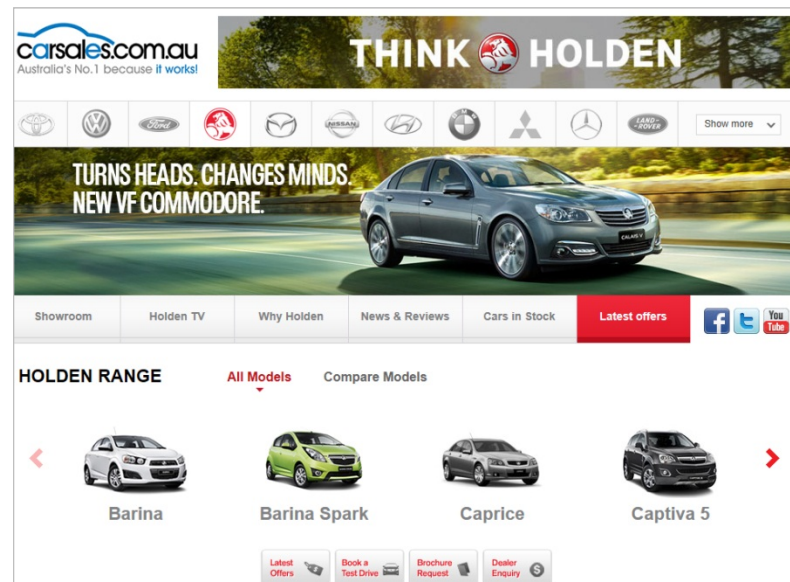 carsales.com.au
Australia's No.1 because it works!
THINK HOLDEN
Ford
NISSAN
BMW
LAND-
-ROVER
Show more
TURNS HEADS. CHANGES MINDS.
NEW VF COMMODORE.
CALAIS V
Showroom
Holden TV
Why Holden
News & Reviews
Cars in Stock
Latest offers
f
t
You
Tube
HOLDEN RANGE
All Models
Compare Models
Barina
Barina Spark
Caprice
Captiva 5
Latest
Offers
Book a
Test Drive
Brochure
Request
Dealer
Enquiry
$